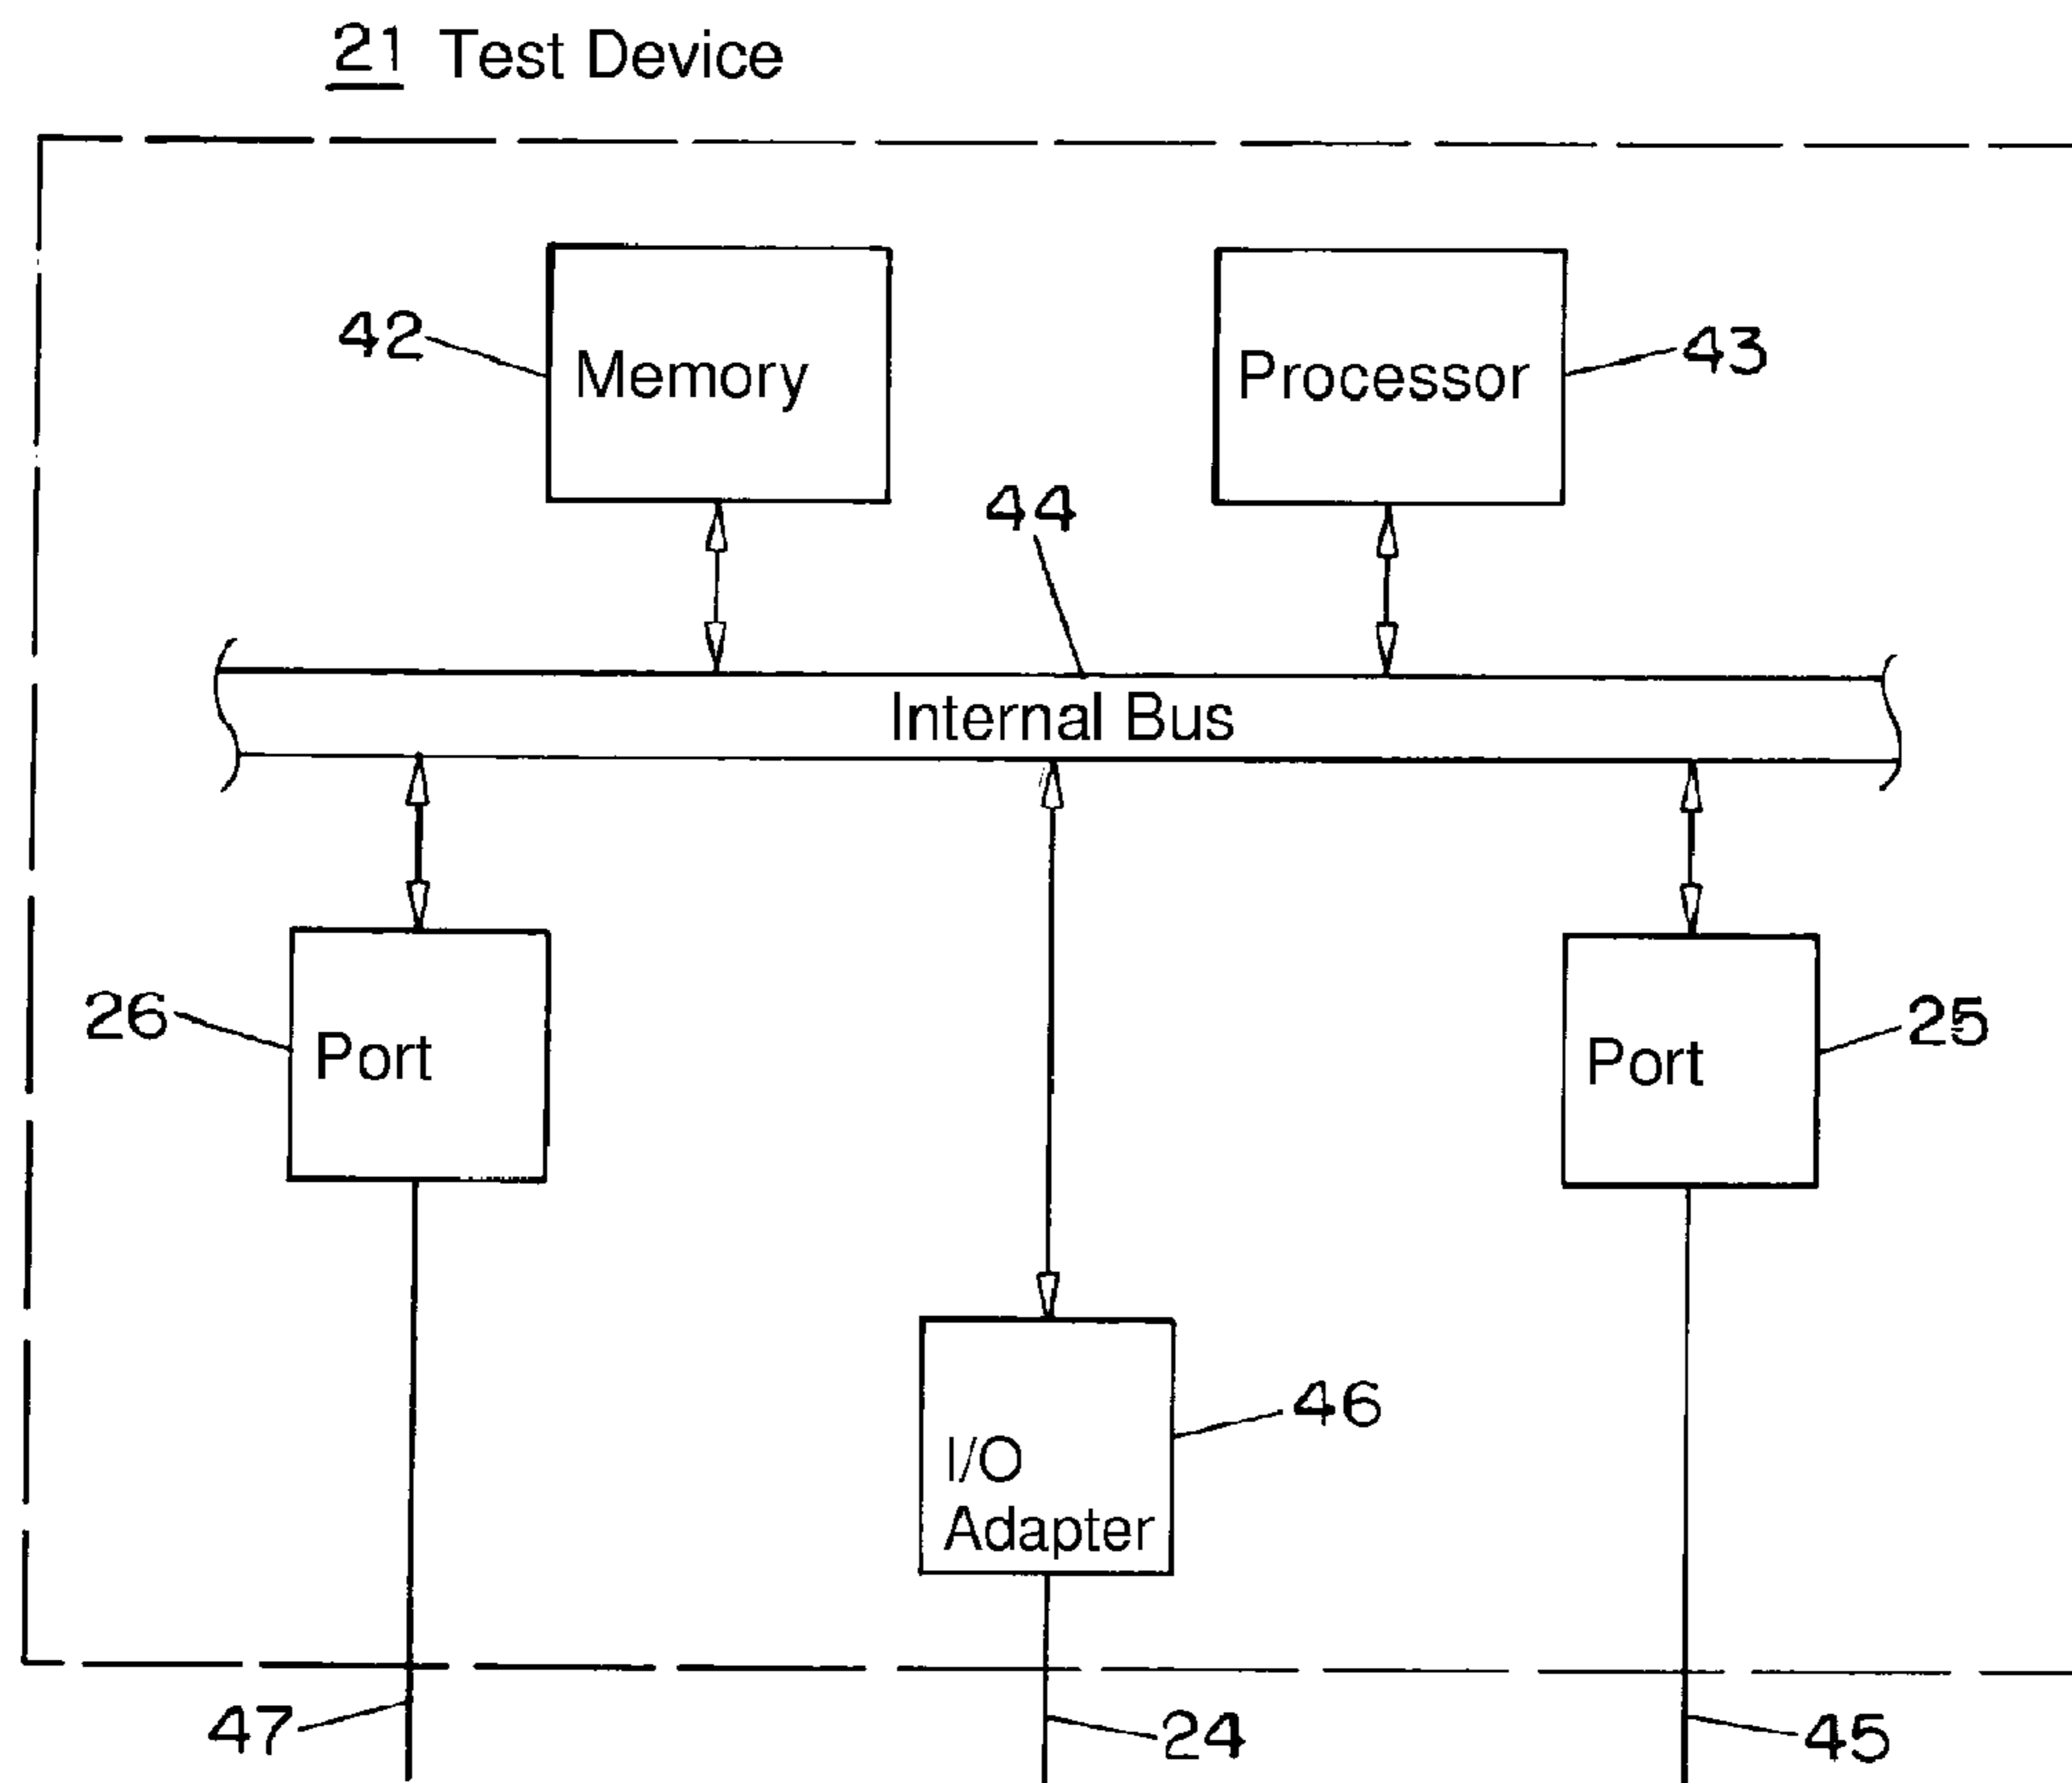 21 Test Device
42
Memory
Processor
43
44
Internal Bus
26
Port
Port
25
46
I/O
Adapter
47
24
45